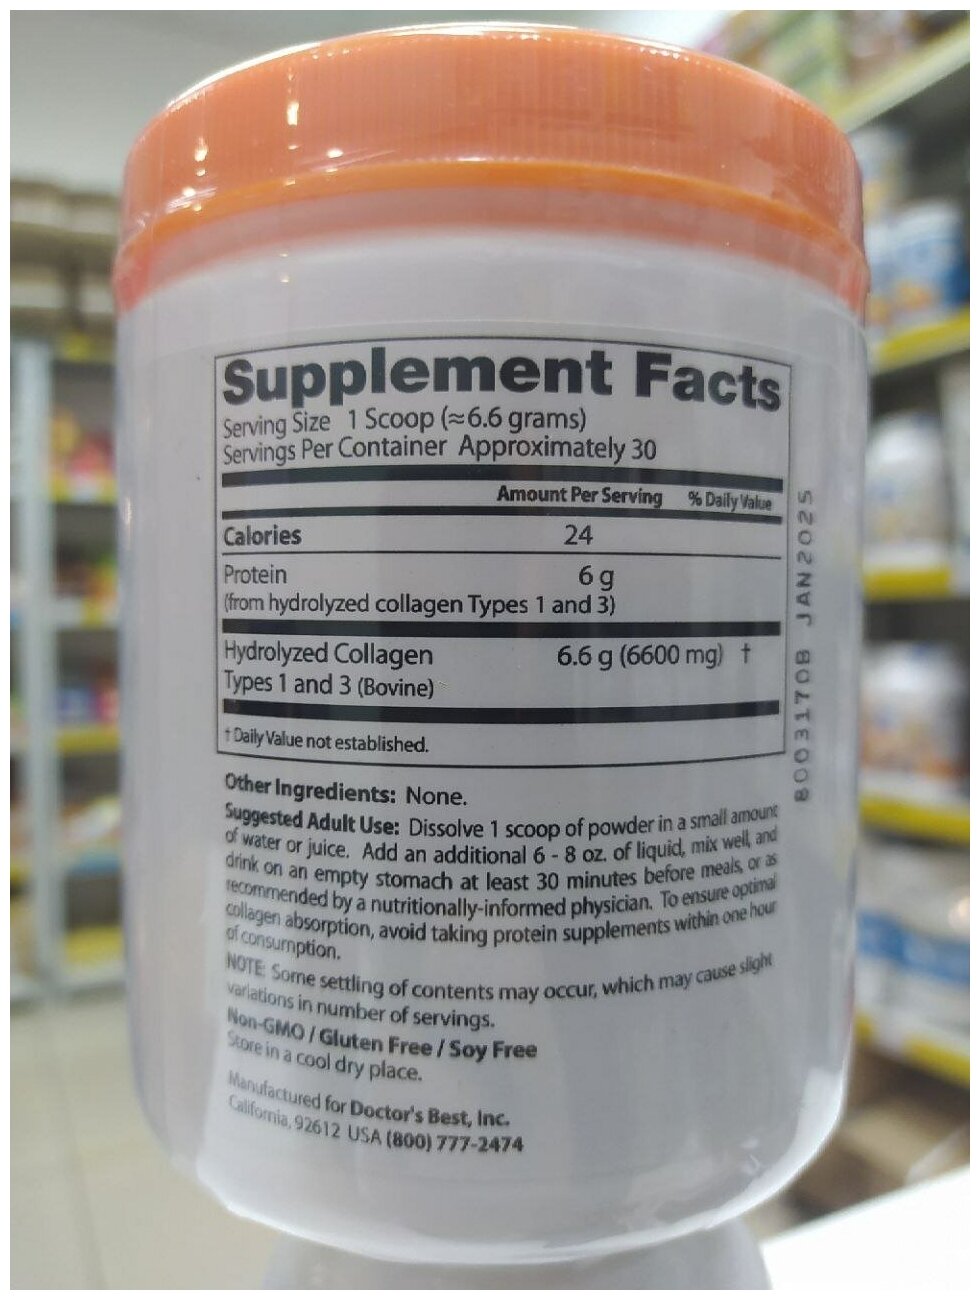 Supplement Facts
Serving Size 1 Scoop (≈6.6 grams)
Servings Per Container Approximately 30
Amount Per Serving % Daily Value
Calories 24
Protein 6 g
(from hydrolyzed collagen Types 1 and 3)
Hydrolyzed Collagen 6.6 g (6600 mg) †
Types 1 and 3 (Bovine)
† Daily Value not established.
Other Ingredients: None.
Suggested Adult Use: Dissolve 1 scoop of powder in a small amount
of water or juice. Add an additional 6 - 8 oz. of liquid, mix well, and
drink on an empty stomach at least 30 minutes before meals, or as
recommended by a nutritionally-informed physician. To ensure optimal
collagen absorption, avoid taking protein supplements within one hour
of consumption.
NOTE: Some settling of contents may occur, which may cause slight
variations in number of servings.
Non-GMO / Gluten Free / Soy Free
Store in a cool dry place.
Manufactured for Doctor's Best, Inc.
California, 92612 USA (800) 777-2474
8003170B JAN2025